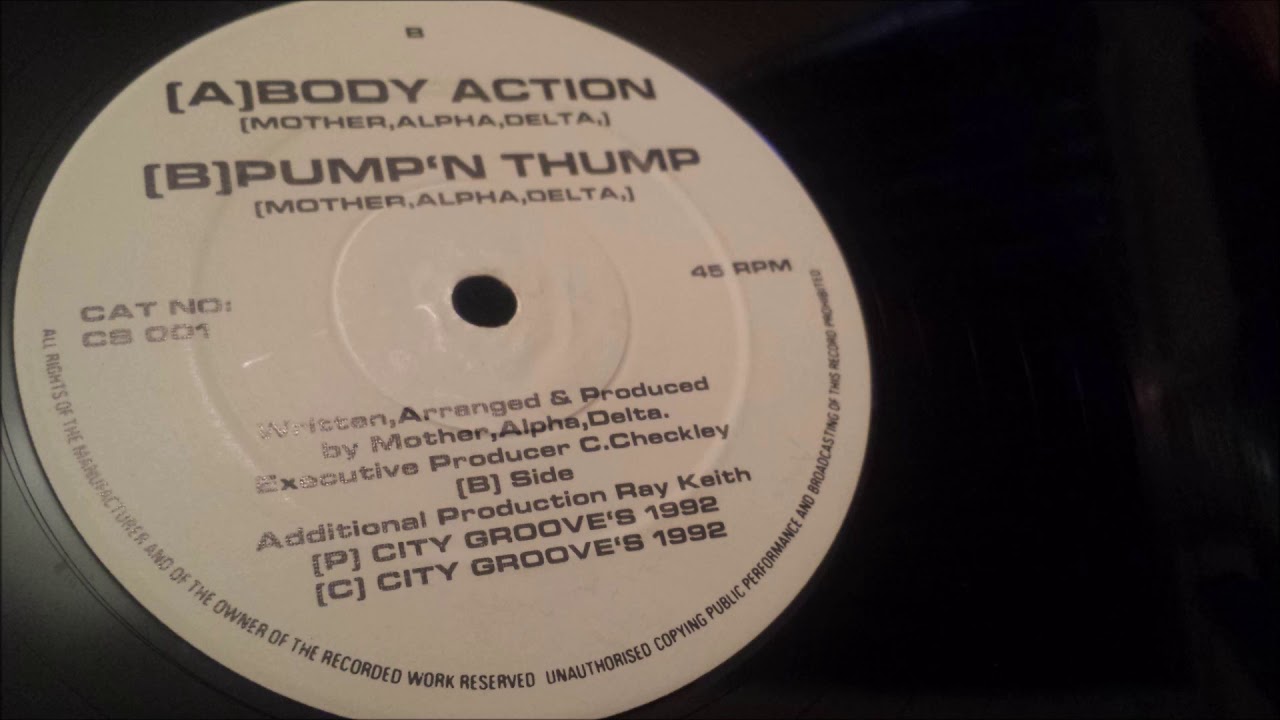 B
[A]BODY ACTION
[MOTHER,ALPHA,DELTA,]
[B]PUMP‘N THUMP
[MOTHER,ALPHA,DELTA,]
45 RPM
CAT NO:
CS 001
Written,Arranged & Produced
by Mother,Alpha,Delta.
Executive Producer C.Checkley
[B] Side
Additional Production Ray Keith
[P] CITY GROOVE‘S 1992
[C] CITY GROOVE‘S 1992
ALL RIGHTS OF THE MANUFACTURER AND OF THE OWNER OF THE RECORDED WORK RESERVED UNAUTHORISED COPYING PUBLIC PERFORMANCE AND BROADCASTING OF THIS RECORD PROHIBITED